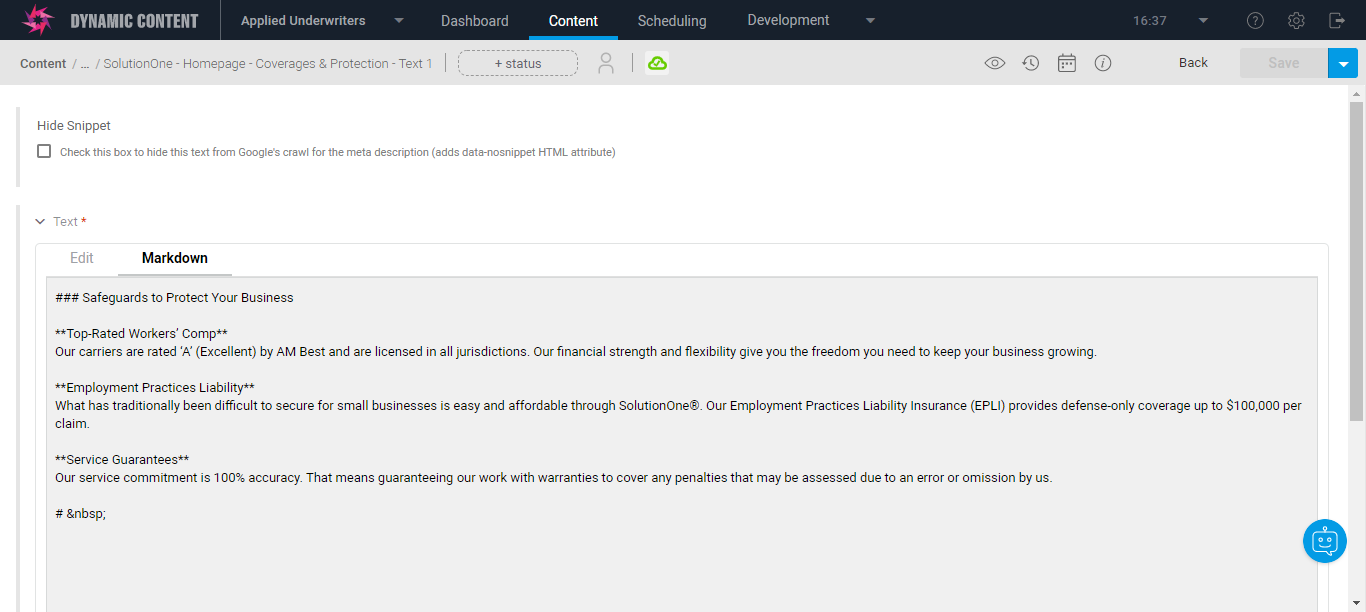 DYNAMIC CONTENT
Applied Underwriters
Dashboard
Content
Scheduling
Development
16:37
?
Content / ... / SolutionOne - Homepage - Coverages & Protection - Text 1
+ status
i
Back
Save
Hide Snippet
Check this box to hide this text from Google's crawl for the meta description (adds data-nosnippet HTML attribute)
Text *
Edit
Markdown
### Safeguards to Protect Your Business
**Top-Rated Workers’ Comp**
Our carriers are rated ‘A’ (Excellent) by AM Best and are licensed in all jurisdictions. Our financial strength and flexibility give you the freedom you need to keep your business growing.
**Employment Practices Liability**
What has traditionally been difficult to secure for small businesses is easy and affordable through SolutionOne®. Our Employment Practices Liability Insurance (EPLI) provides defense-only coverage up to $100,000 per
claim.
**Service Guarantees**
Our service commitment is 100% accuracy. That means guaranteeing our work with warranties to cover any penalties that may be assessed due to an error or omission by us.
# &nbsp;